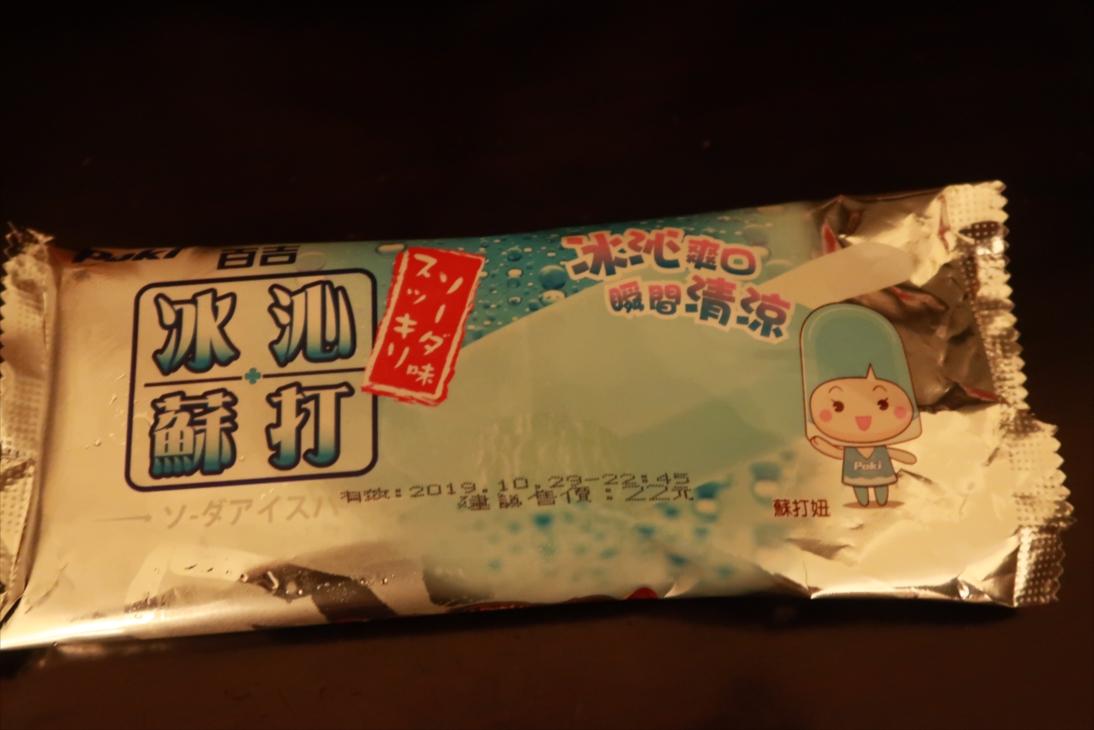 Poki 百吉
冰沁
蘇打
ソーダ味
スッキリ
冰沁爽口
瞬間清涼
Poki
蘇打妞
有效:2019.10.29-22:45
建議售價:22元
ソーダアイスバ